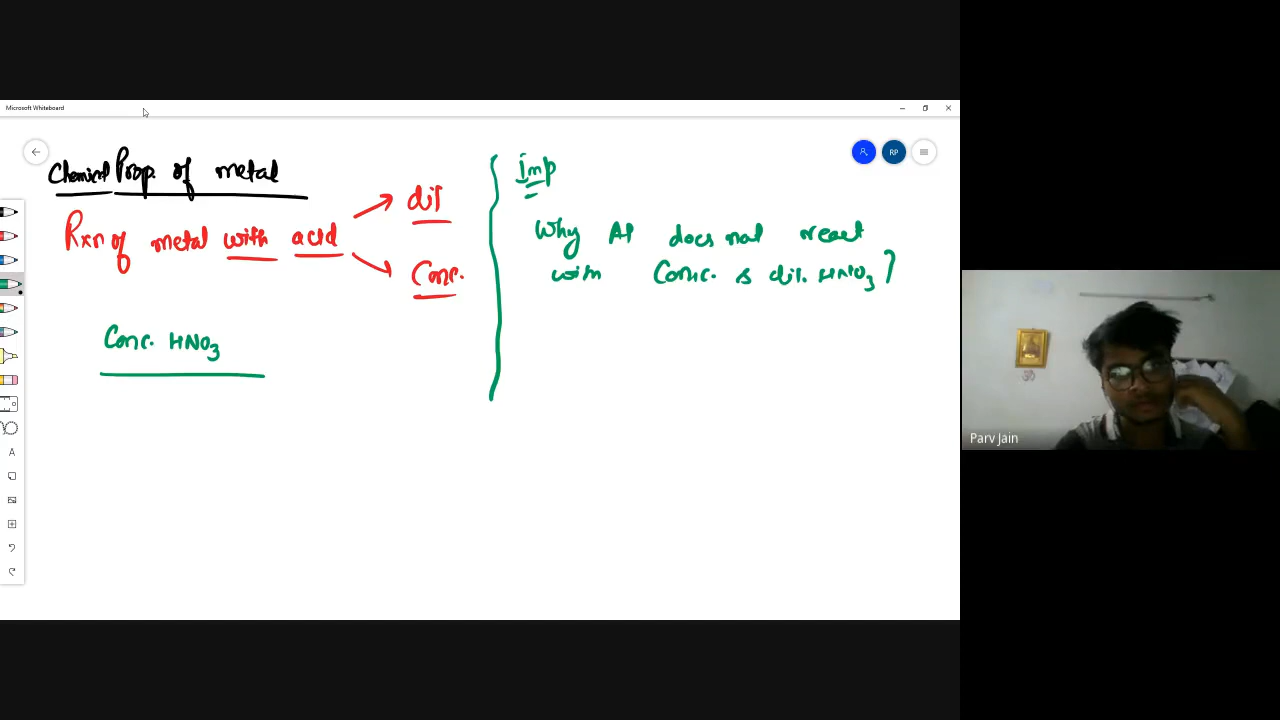 Microsoft Whiteboard
Chemical Prop. of metal
Rxn of metal with acid
dil
Conc.
Conc. HNO3
Imp
Why Al does not react
with Conc. & dil. HNO3?
RP
A
Parv Jain